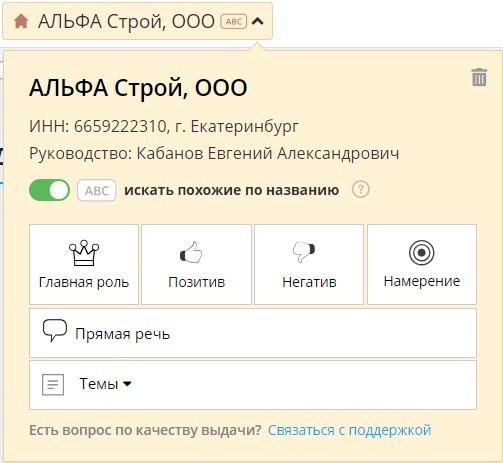 АЛЬФА Строй, ООО ABC
АЛЬФА Строй, ООО
ИНН: 6659222310, г. Екатеринбург
Руководство: Кабанов Евгений Александрович
ABC искать похожие по названию ?
Главная роль Позитив Негатив Намерение
Прямая речь
Темы
Есть вопрос по качеству выдачи? Связаться с поддержкой